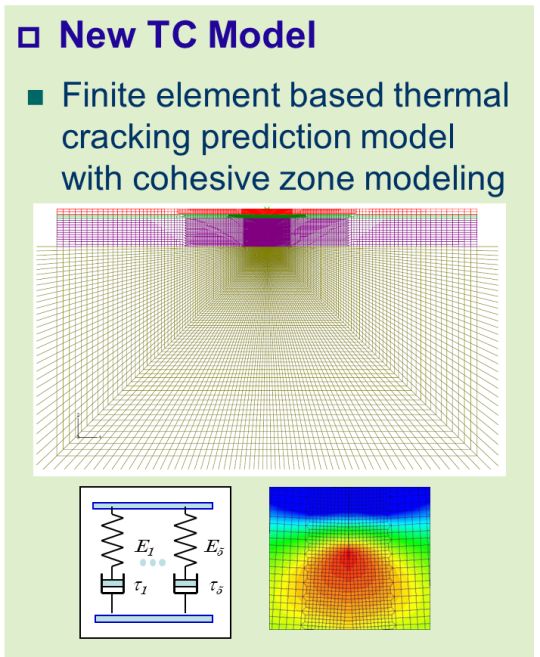 New TC Model
Finite element based thermal
cracking prediction model
with cohesive zone modeling
E1 E5
τ1 τ5